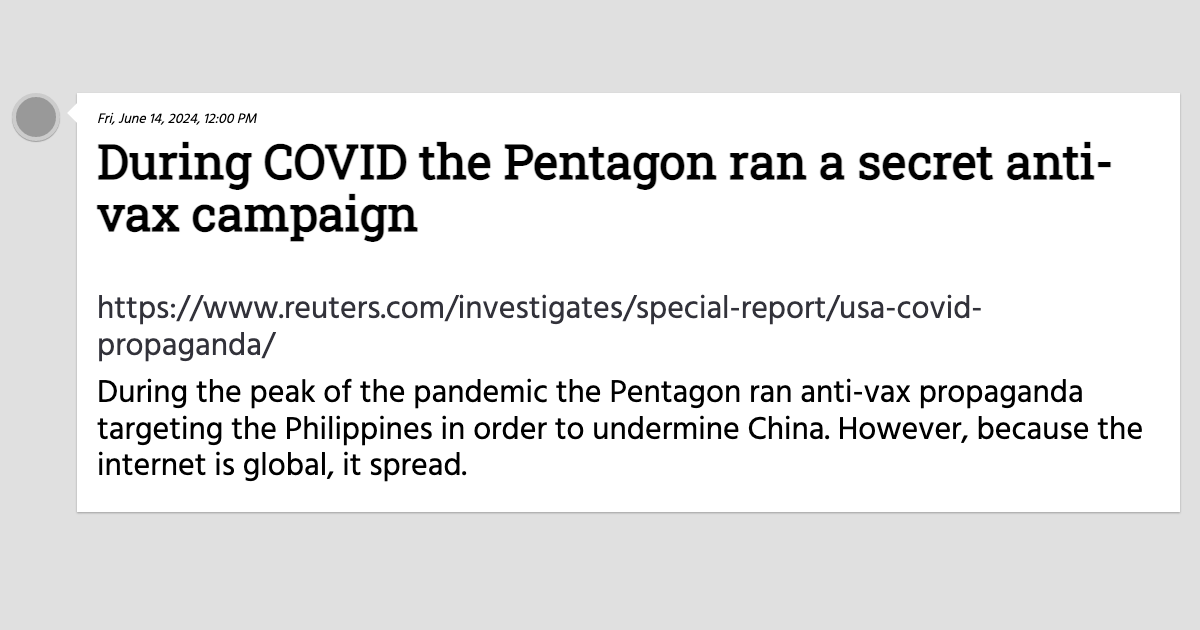 Fri, June 14, 2024, 12:00 PM
During COVID the Pentagon ran a secret anti-
vax campaign
https://www.reuters.com/investigates/special-report/usa-covid-
propaganda/
During the peak of the pandemic the Pentagon ran anti-vax propaganda
targeting the Philippines in order to undermine China. However, because the
internet is global, it spread.